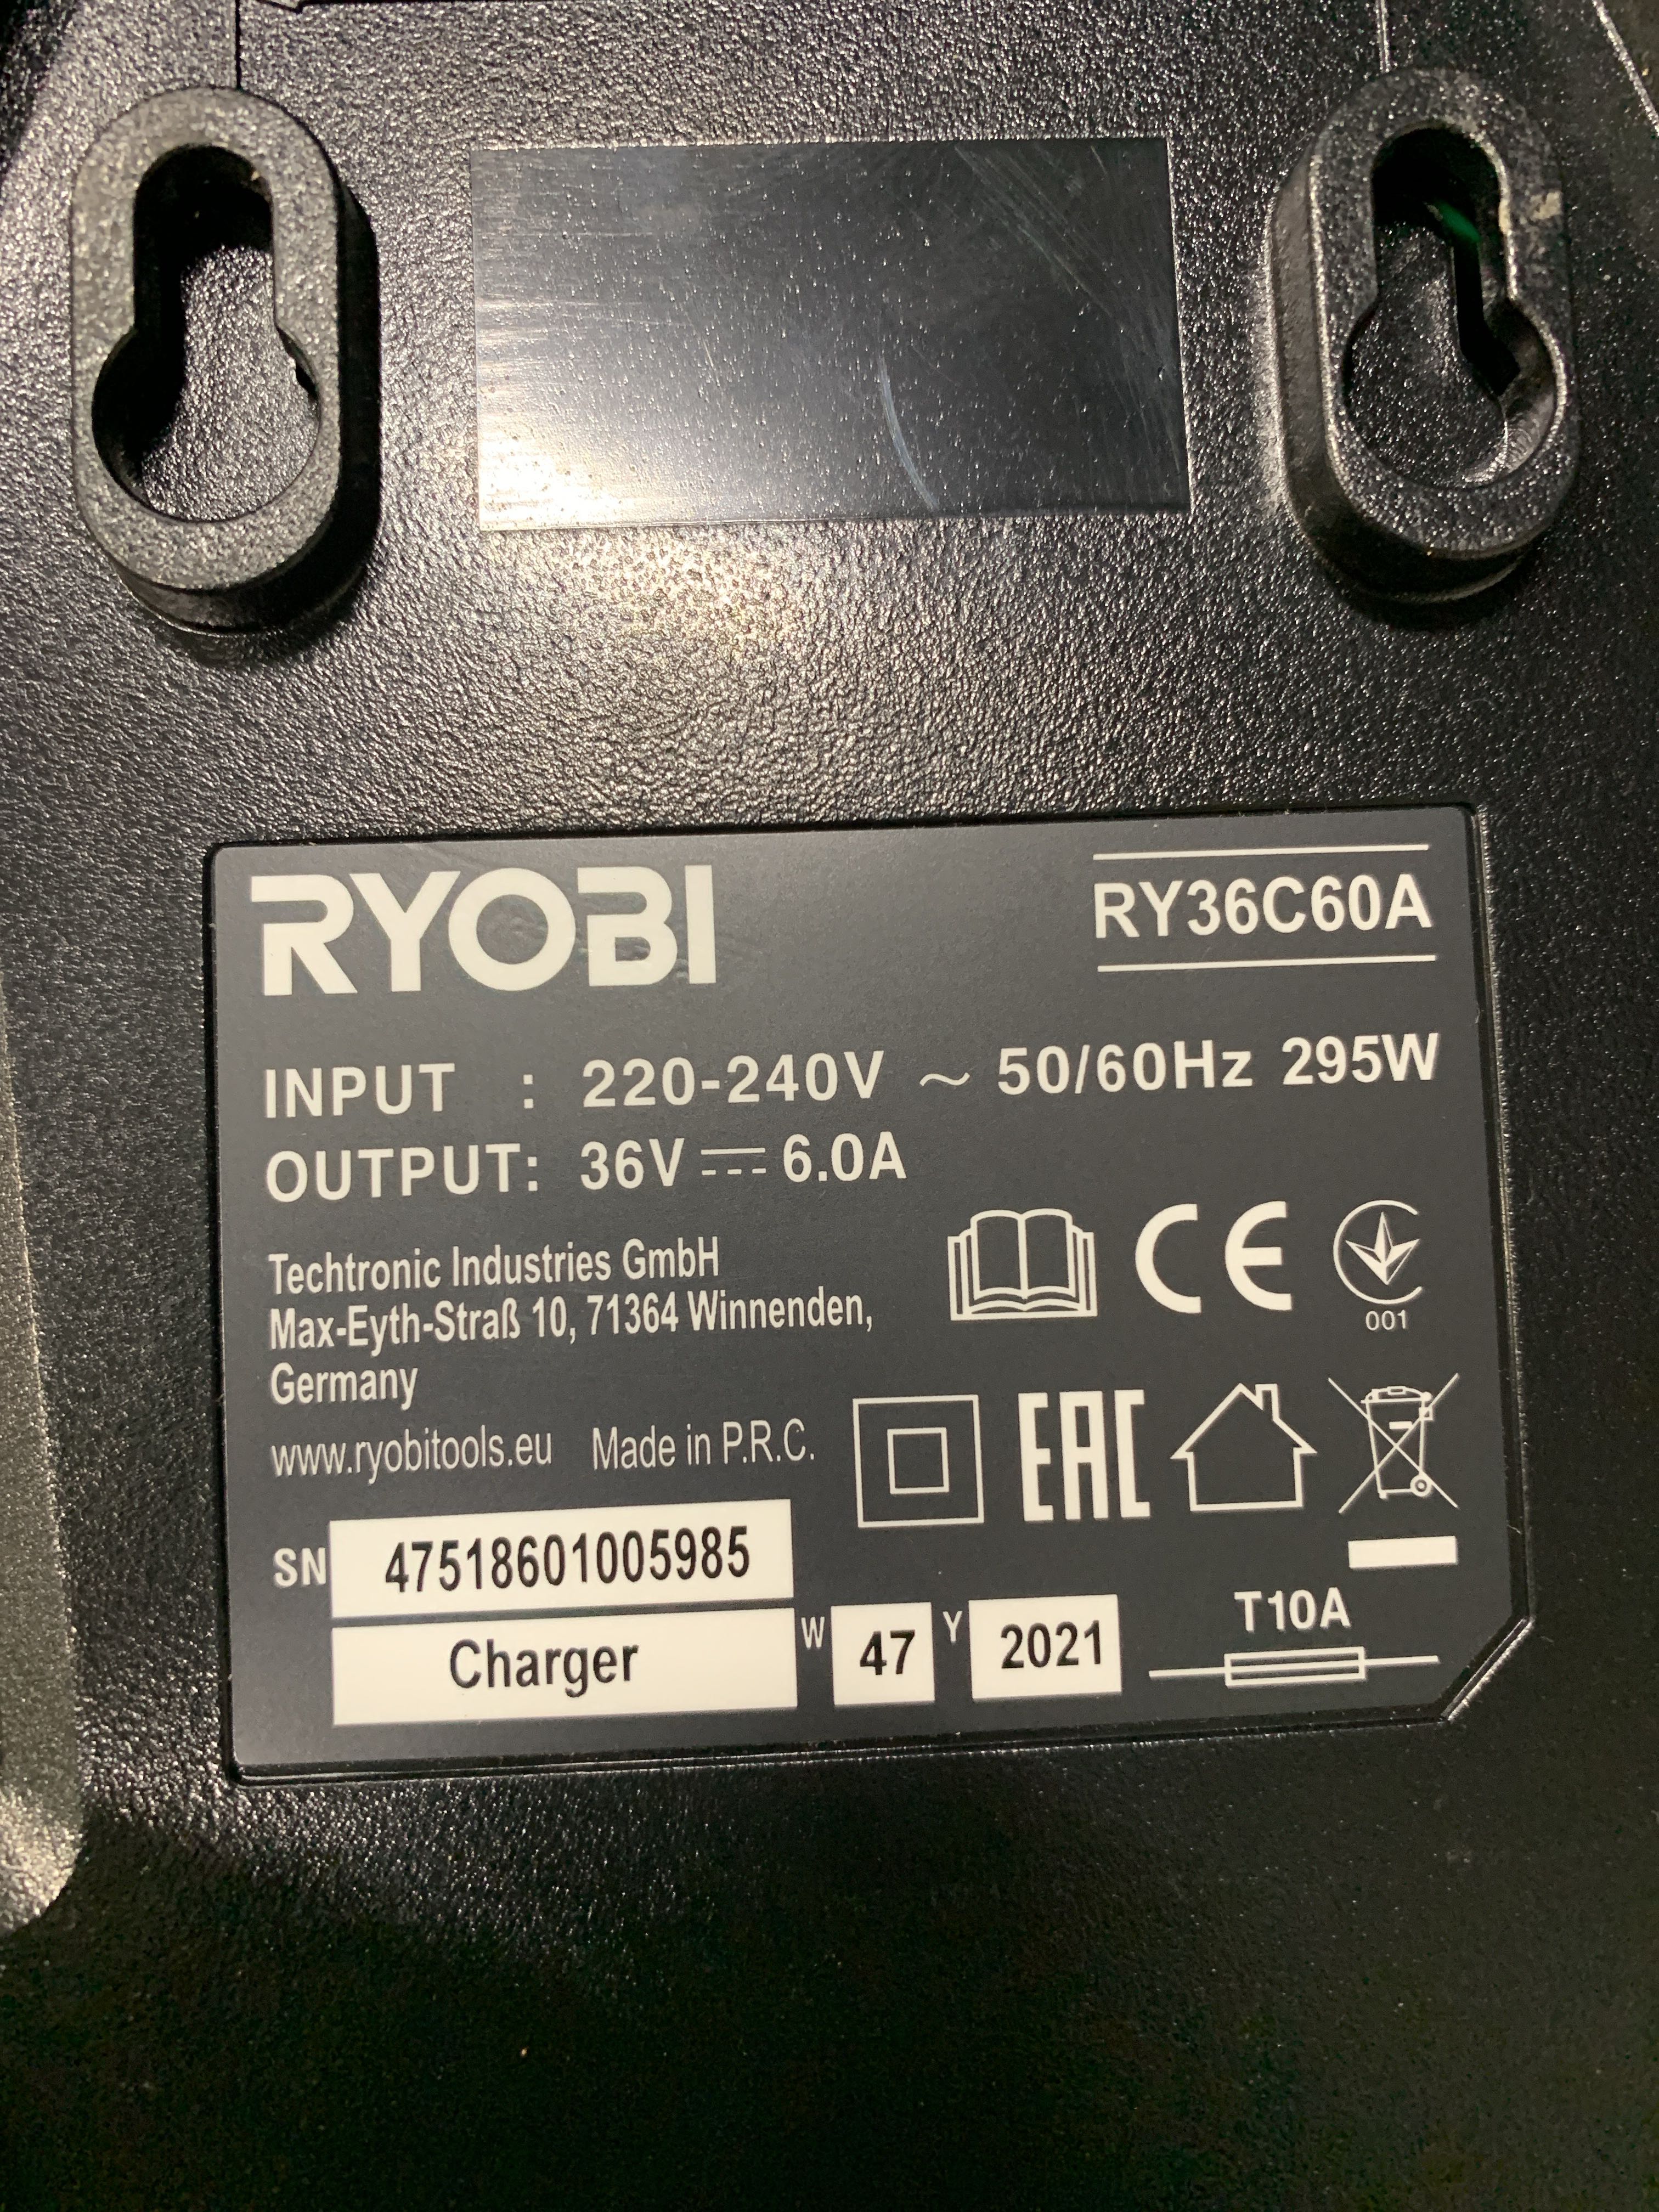 RYOBI
RY36C60A
INPUT : 220-240V ~ 50/60Hz 295W
OUTPUT: 36V ⎓ 6.0A
Techtronic Industries GmbH
Max-Eyth-Straß 10, 71364 Winnenden,
Germany
www.ryobitools.eu Made in P.R.C.
CE
001
EAC
SN 47518601005985
Charger W 47 Y 2021
T10A